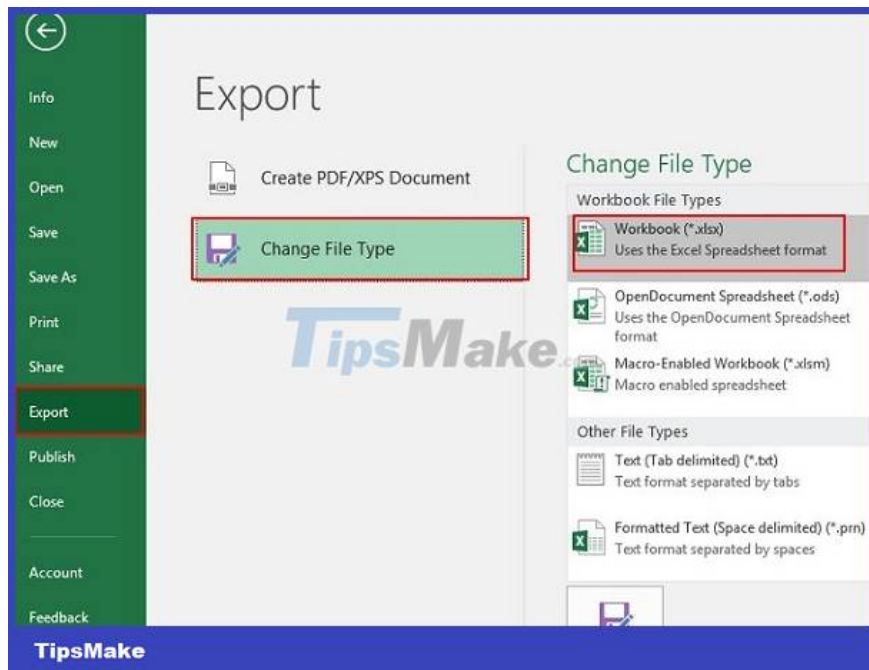 Info
New
Open
Save
Save As
Print
Share
Export
Publish
Close
Account
Feedback
Export
Create PDF/XPS Document
Change File Type
Change File Type
Workbook File Types
Workbook (*.xlsx)
Uses the Excel Spreadsheet format
OpenDocument Spreadsheet (*.ods)
Uses the OpenDocument Spreadsheet
format
Macro-Enabled Workbook (*.xlsm)
Macro enabled spreadsheet
Other File Types
Text (Tab delimited) (*.txt)
Text format separated by tabs
Formatted Text (Space delimited) (*.prn)
Text format separated by spaces
TipsMake.com
TipsMake